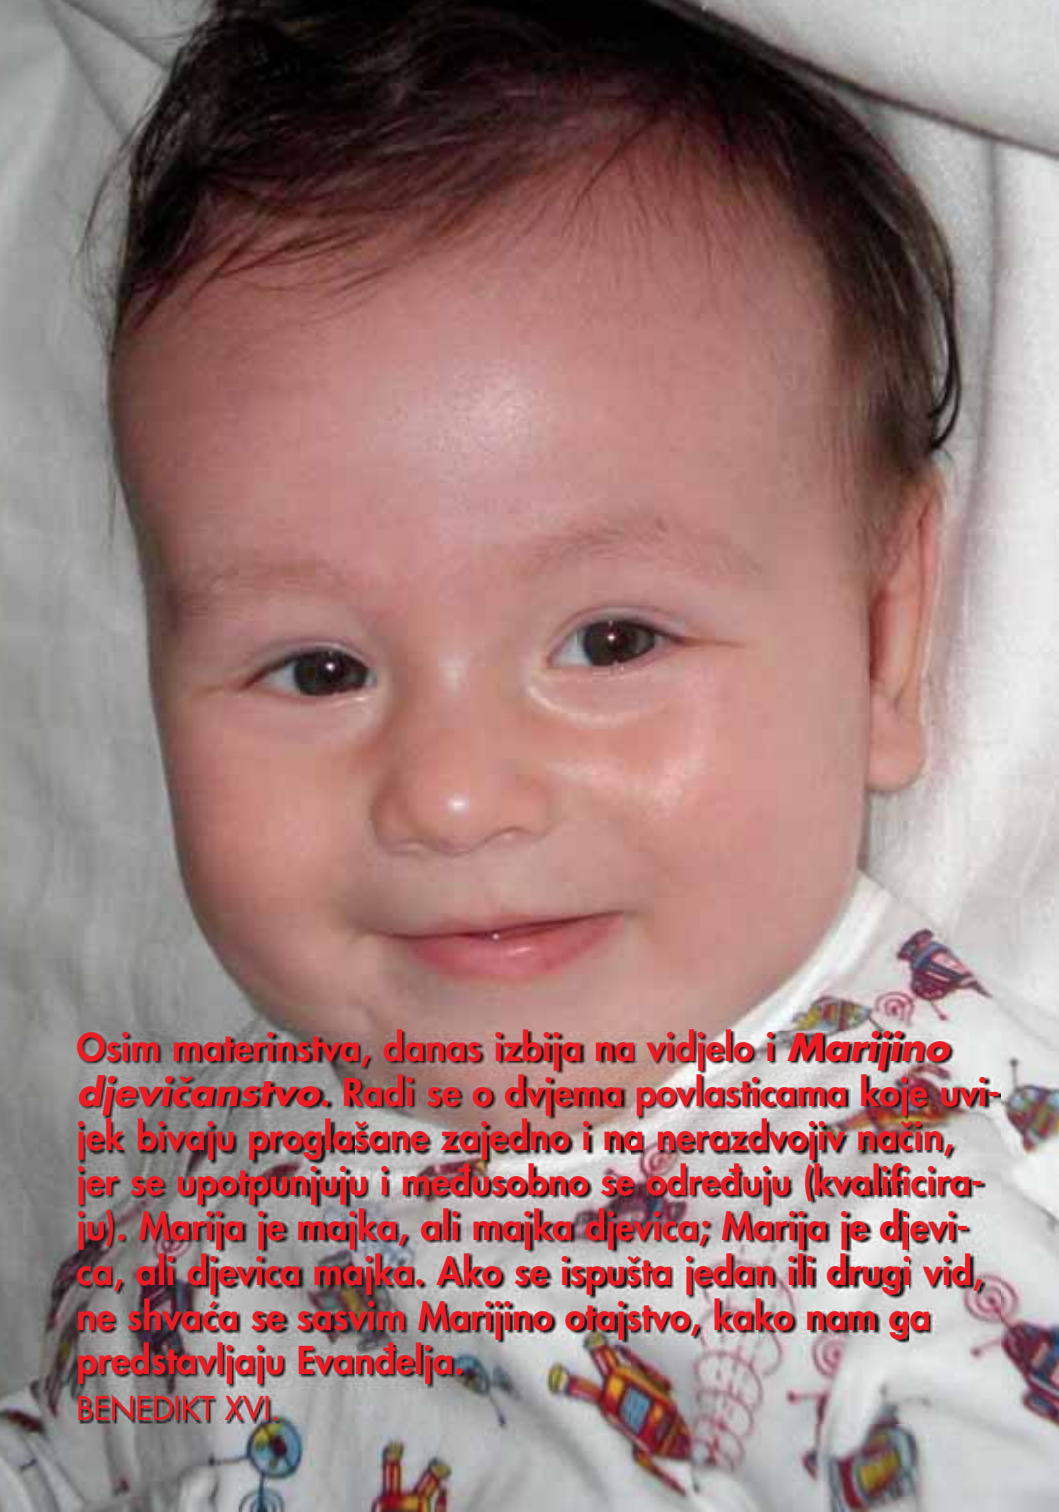 Osim materinstva, danas izbija na vidjelo i Marijino
djevičanstvo. Radi se o dvjema povlasticama koje uvi-
jek bivaju proglašane zajedno i na nerazdvojiv način,
jer se upotpunjuju i međusobno se određuju (kvalificira-
ju). Marija je majka, ali majka djevica; Marija je djevi-
ca, ali djevica majka. Ako se ispušta jedan ili drugi vid,
ne shvaća se sasvim Marijino otajstvo, kako nam ga
predstavljaju Evanđelja.
BENEDIKT XVI.